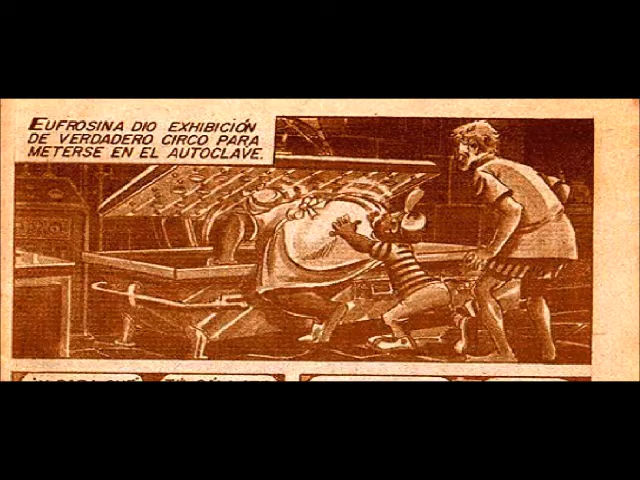 EUFROSINA DIO EXHIBICIÓN
DE VERDADERO CIRCO PARA
METERSE EN EL AUTOCLAVE.